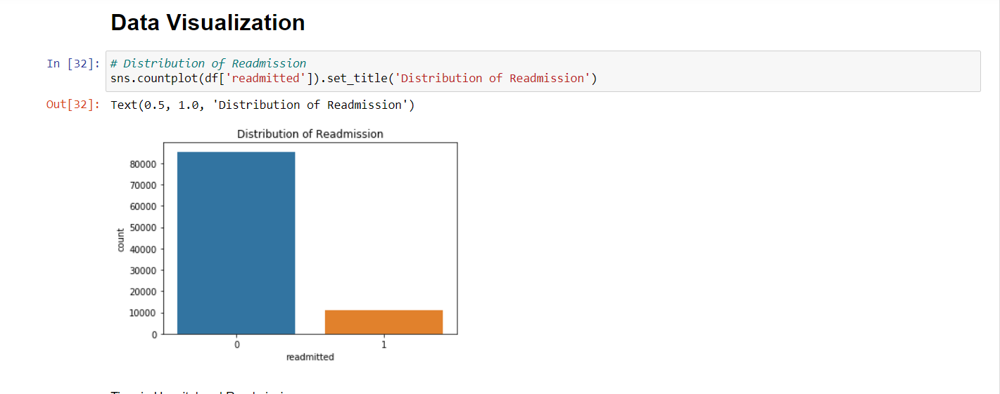 Data Visualization
In [32]: # Distribution of Readmission
sns.countplot(df['readmitted']).set_title('Distribution of Readmission')
Out[32]: Text(0.5, 1.0, 'Distribution of Readmission')
Distribution of Readmission
80000
70000
60000
50000
40000
30000
20000
10000
0
count
0 1
readmitted